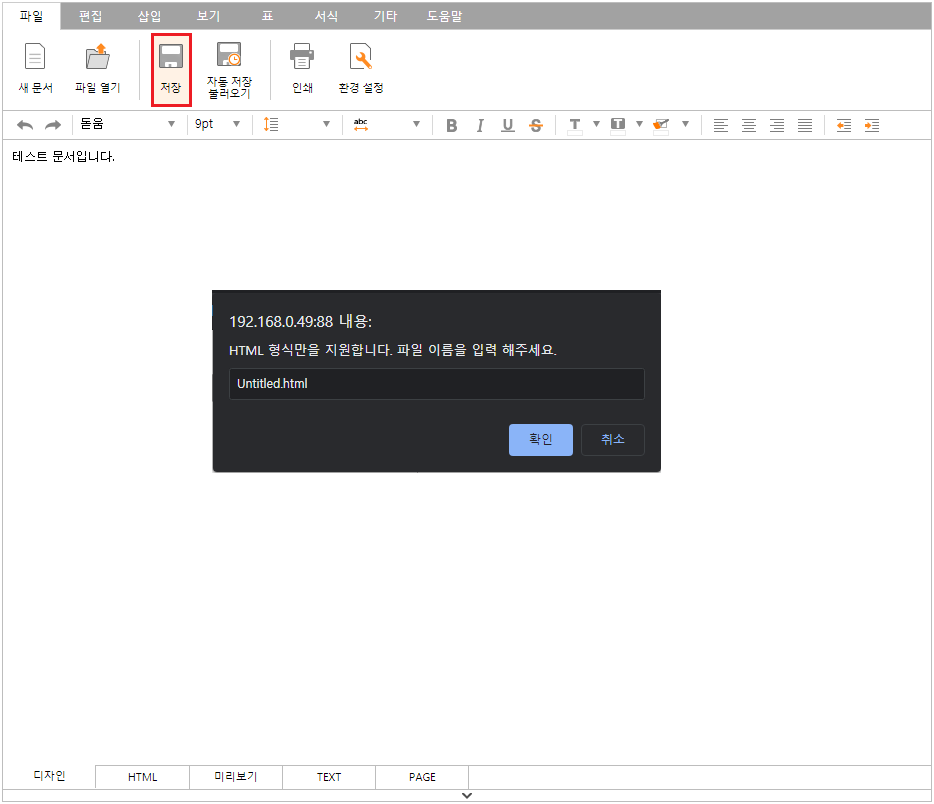 파일 편집 삽입 보기 표 서식 기타 도움말
새 문서 파일 열기 저장 자동 저장 불러오기 인쇄 환경 설정
돋움 9pt abc B I U S T T
테스트 문서입니다.
192.168.0.49:88 내용:
HTML 형식만을 지원합니다. 파일 이름을 입력 해주세요.
Untitled.html
확인 취소
디자인 HTML 미리보기 TEXT PAGE